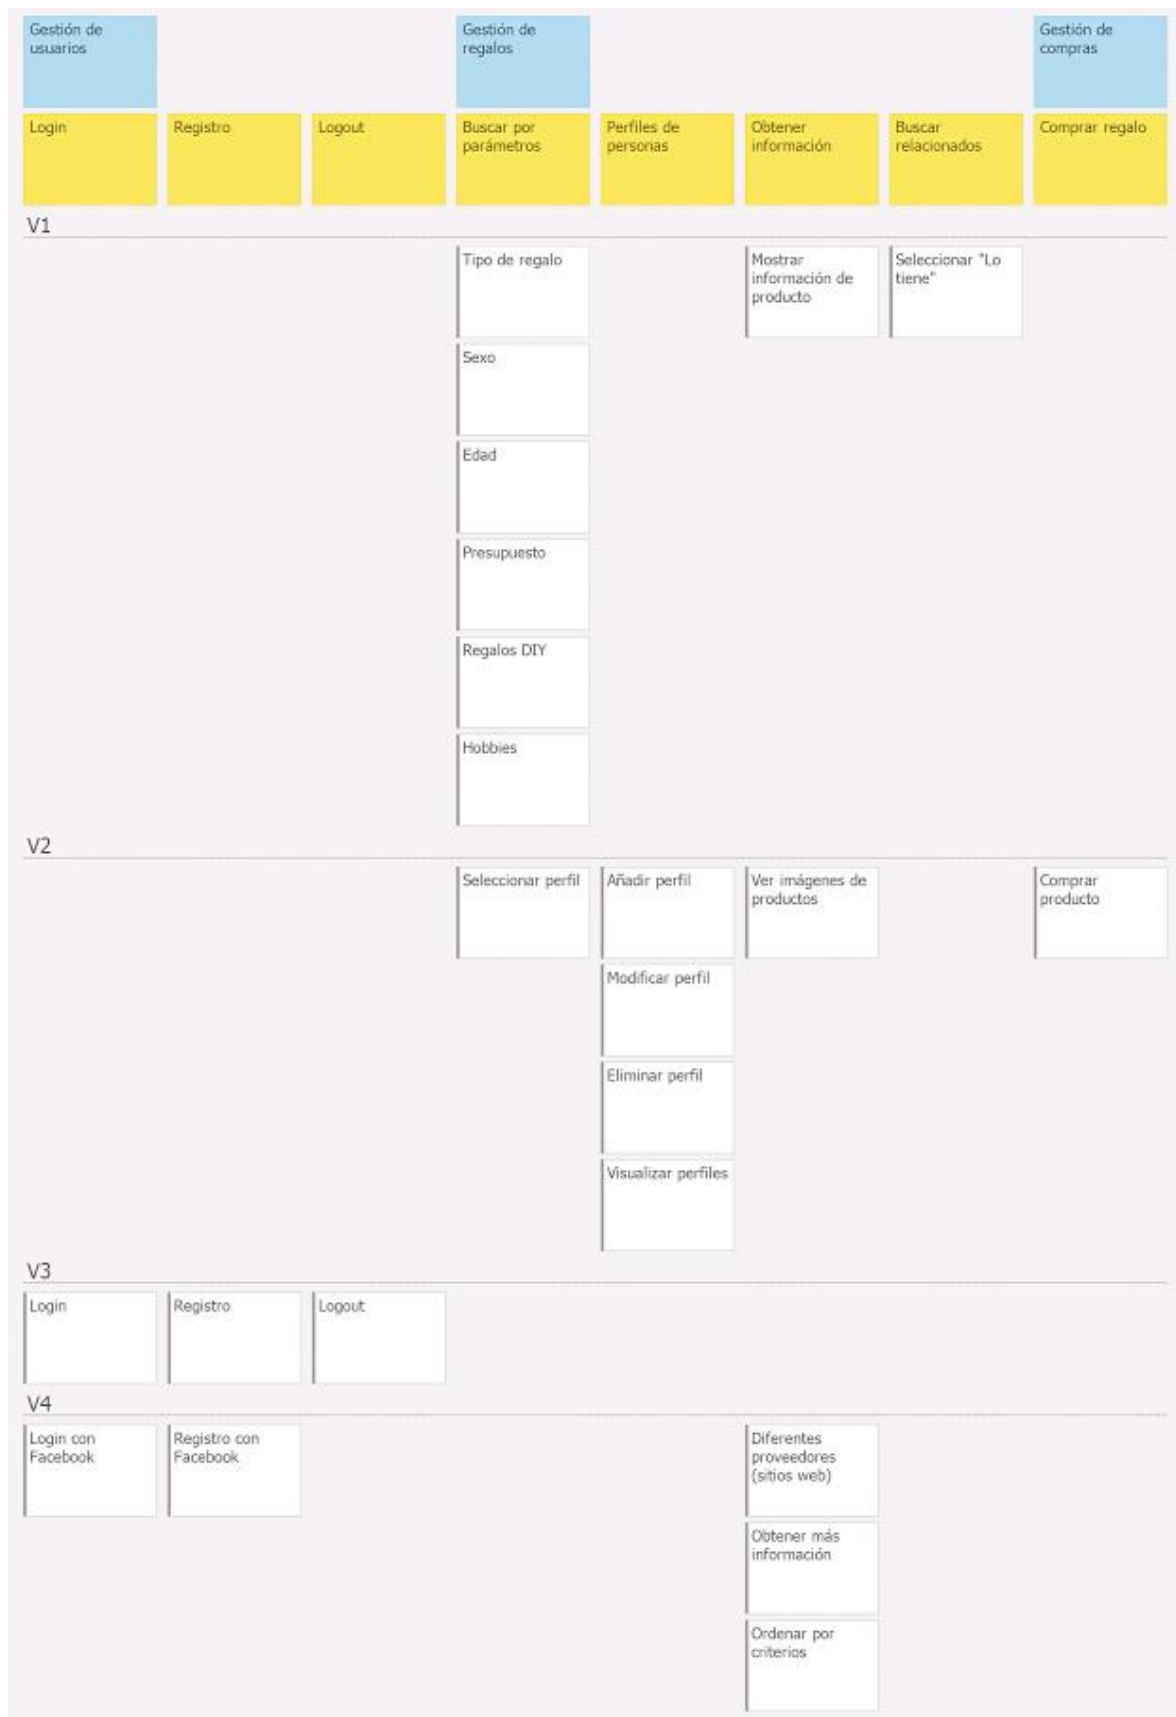 Gestión de
usuarios
Gestión de
regalos
Gestión de
compras
Login
Registro
Logout
Buscar por
parámetros
Perfiles de
personas
Obtener
información
Buscar
relacionados
Comprar regalo
V1
Tipo de regalo
Mostrar
información de
producto
Seleccionar "Lo
tiene"
Sexo
Edad
Presupuesto
Regalos DIY
Hobbies
V2
Seleccionar perfil
Añadir perfil
Ver imágenes de
productos
Comprar
producto
Modificar perfil
Eliminar perfil
Visualizar perfiles
V3
Login
Registro
Logout
V4
Login con
Facebook
Registro con
Facebook
Diferentes
proveedores
(sitios web)
Obtener más
información
Ordenar por
criterios